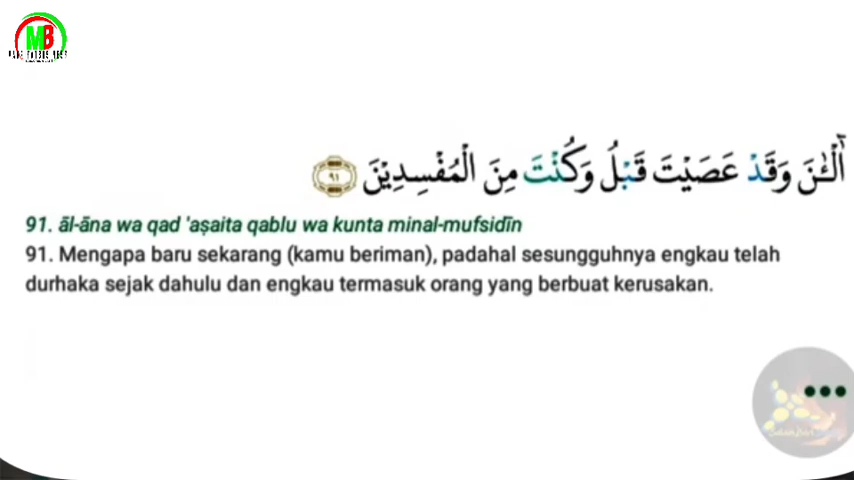 MB
آٰلْـٰٔنَ وَقَدْ عَصَيْتَ قَبْلُ وَكُنْتَ مِنَ الْمُفْسِدِيْنَ ٩١
91. āl-āna wa qad 'aṣaita qablu wa kunta minal-mufsidīn
91. Mengapa baru sekarang (kamu beriman), padahal sesungguhnya engkau telah
durhaka sejak dahulu dan engkau termasuk orang yang berbuat kerusakan.